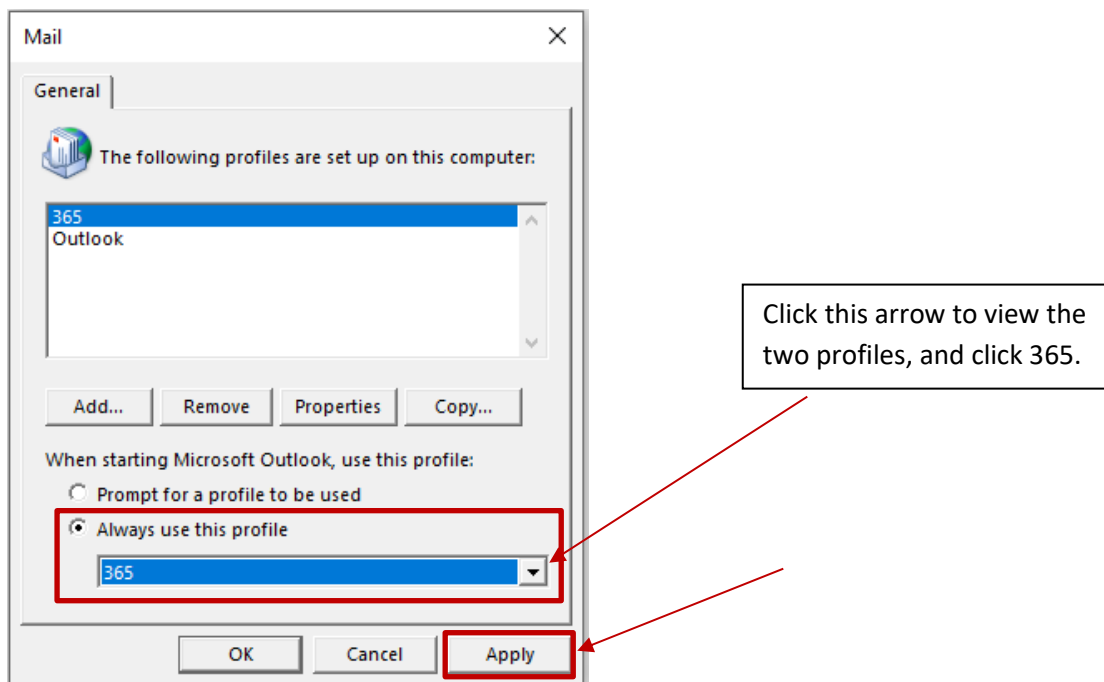 Mail
General
The following profiles are set up on this computer:
365
Outlook
Click this arrow to view the
two profiles, and click 365.
Add...
Remove
Properties
Copy...
When starting Microsoft Outlook, use this profile:
Prompt for a profile to be used
Always use this profile
365
OK
Cancel
Apply